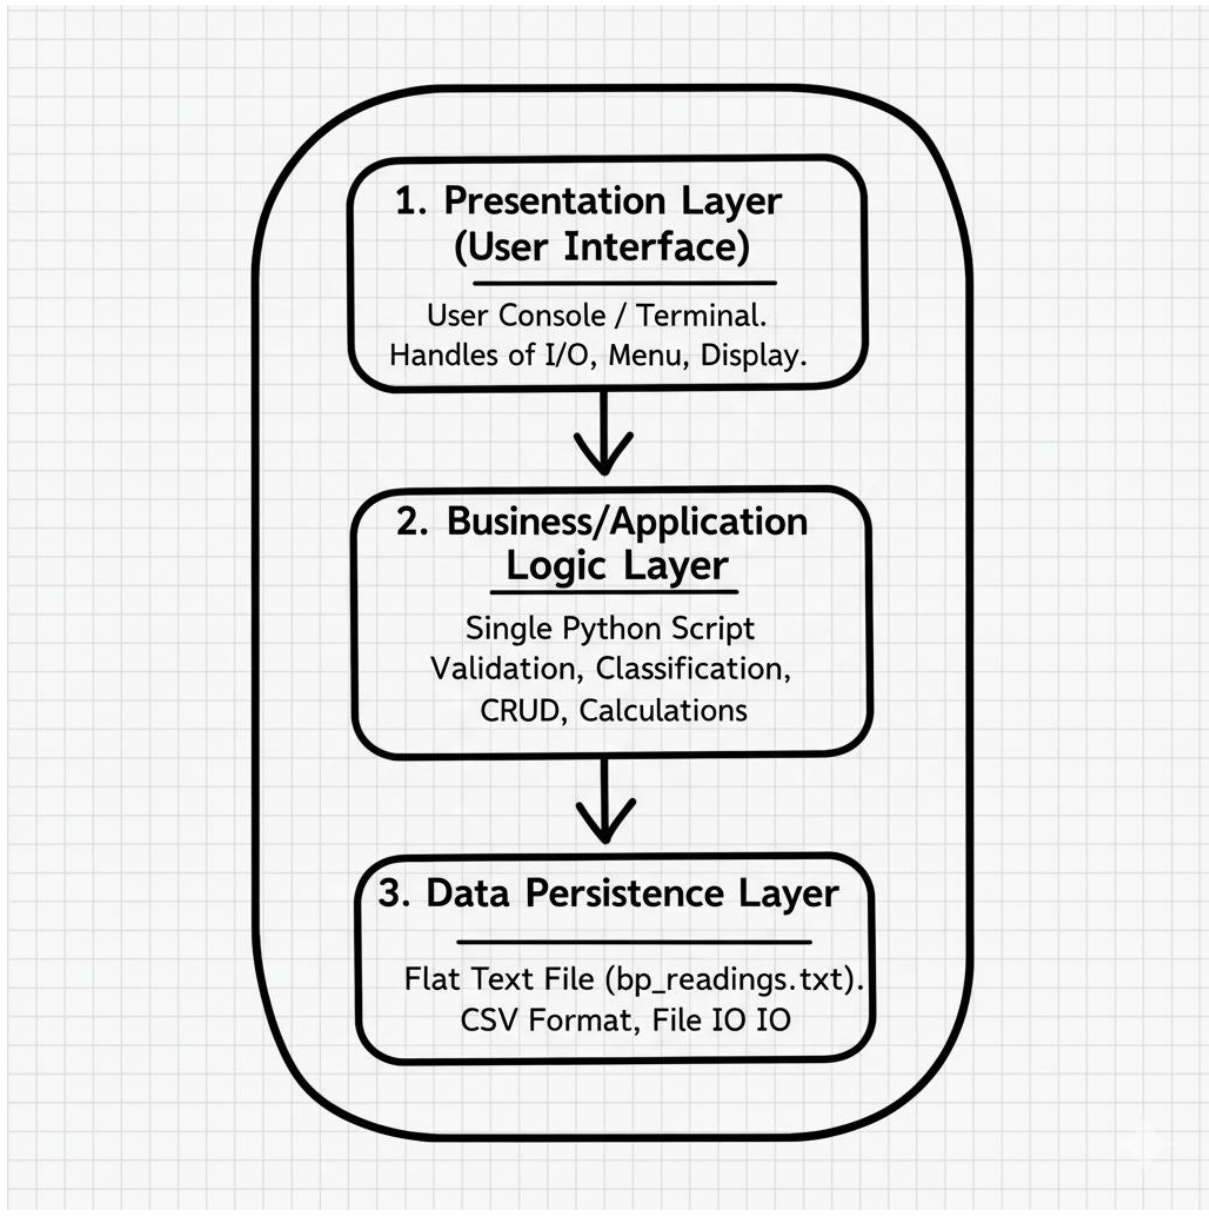 1. Presentation Layer
(User Interface)
User Console / Terminal.
Handles of I/O, Menu, Display.
2. Business/Application
Logic Layer
Single Python Script
Validation, Classification,
CRUD, Calculations
3. Data Persistence Layer
Flat Text File (bp_readings.txt).
CSV Format, File IO IO